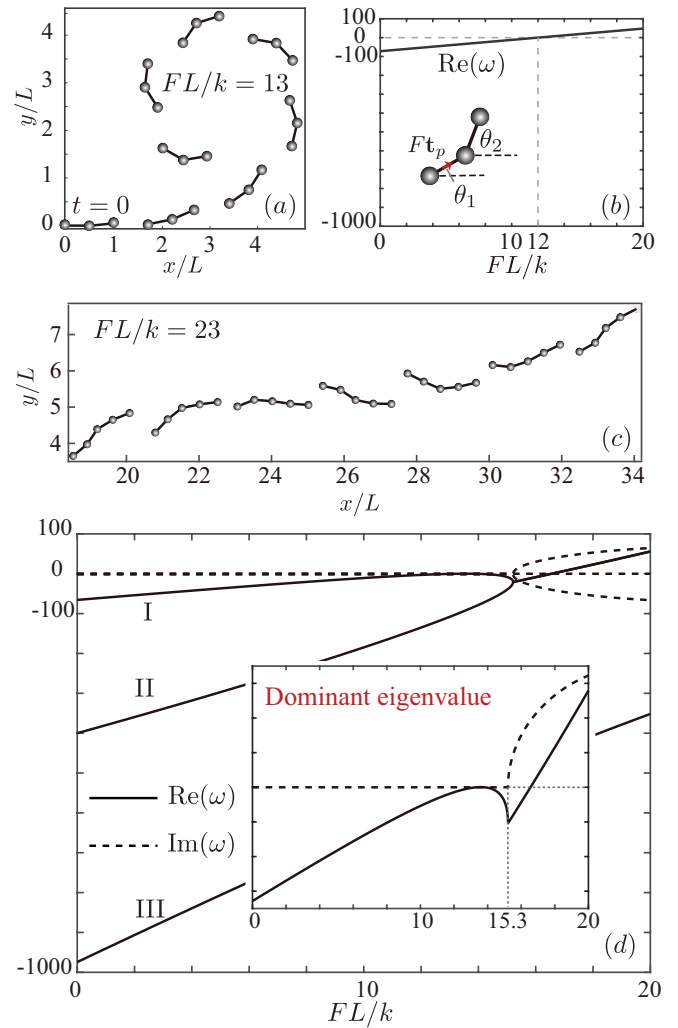 4
3
2
1
0
y/L
FL/k = 13
t = 0
(a)
0 1 2 3 4
x/L
100
0
-100
-1000
Re(ω)
Ft_p
θ_2
θ_1
(b)
0 10 12 20
FL/k
FL/k = 23
7
6
5
4
y/L
(c)
20 22 24 26 28 30 32 34
x/L
100
0
-100
-1000
I
II
III
Re(ω)
Im(ω)
Dominant eigenvalue
0 10 15.3 20
(d)
0 10 20
FL/k